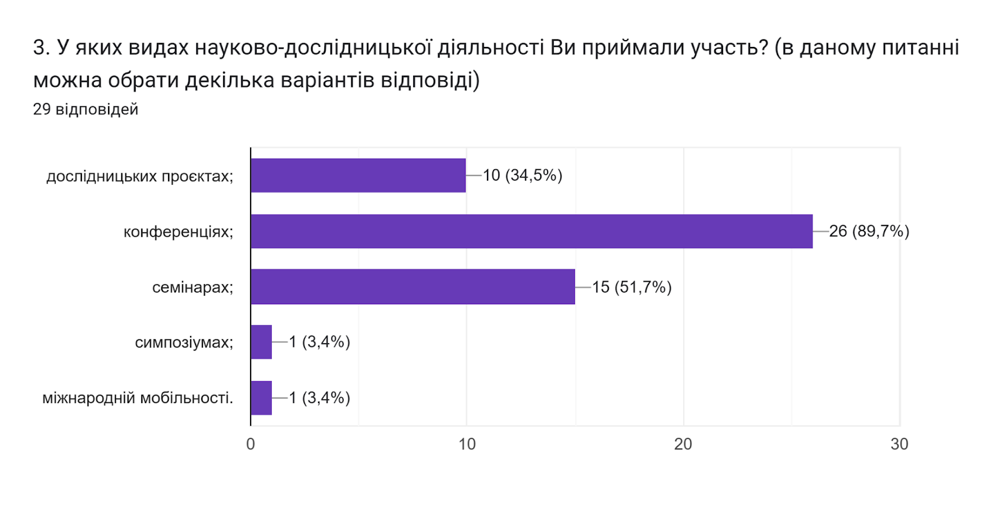 3. У яких видах науково-дослідницької діяльності Ви приймали участь? (в даному питанні
можна обрати декілька варіантів відповіді)
29 відповідей
дослідницьких проєктах;
10 (34,5%)
конференціях;
26 (89,7%)
семінарах;
15 (51,7%)
симпозіумах;
1 (3,4%)
міжнародній мобільності.
1 (3,4%)
0
10
20
30